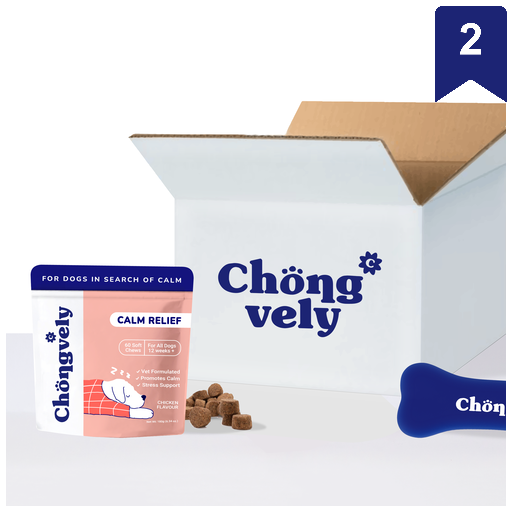 2
Chöng
vely
FOR DOGS IN SEARCH OF CALM
Chöngvely
CALM RELIEF
60 Soft
Chews
For All Dogs
12 Weeks +
✓ Vet Formulated
✓ Promotes Calm
✓ Stress Support
z z z
CHICKEN
FLAVOUR
Chön